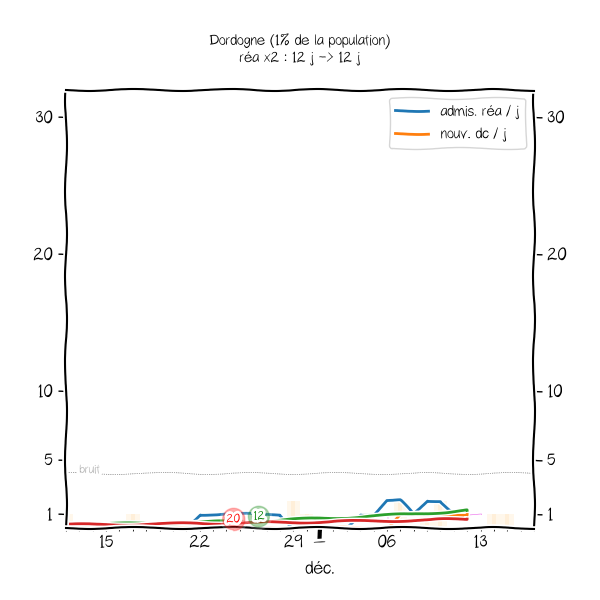 Dordogne (1% de la population)
réa x2 : 12 j -> 12 j
admis. réa / j
nouv. dc / j
30
30
20
20
10
10
5
5
bruit
1
1
20
12
15
22
29
06
13
déc.